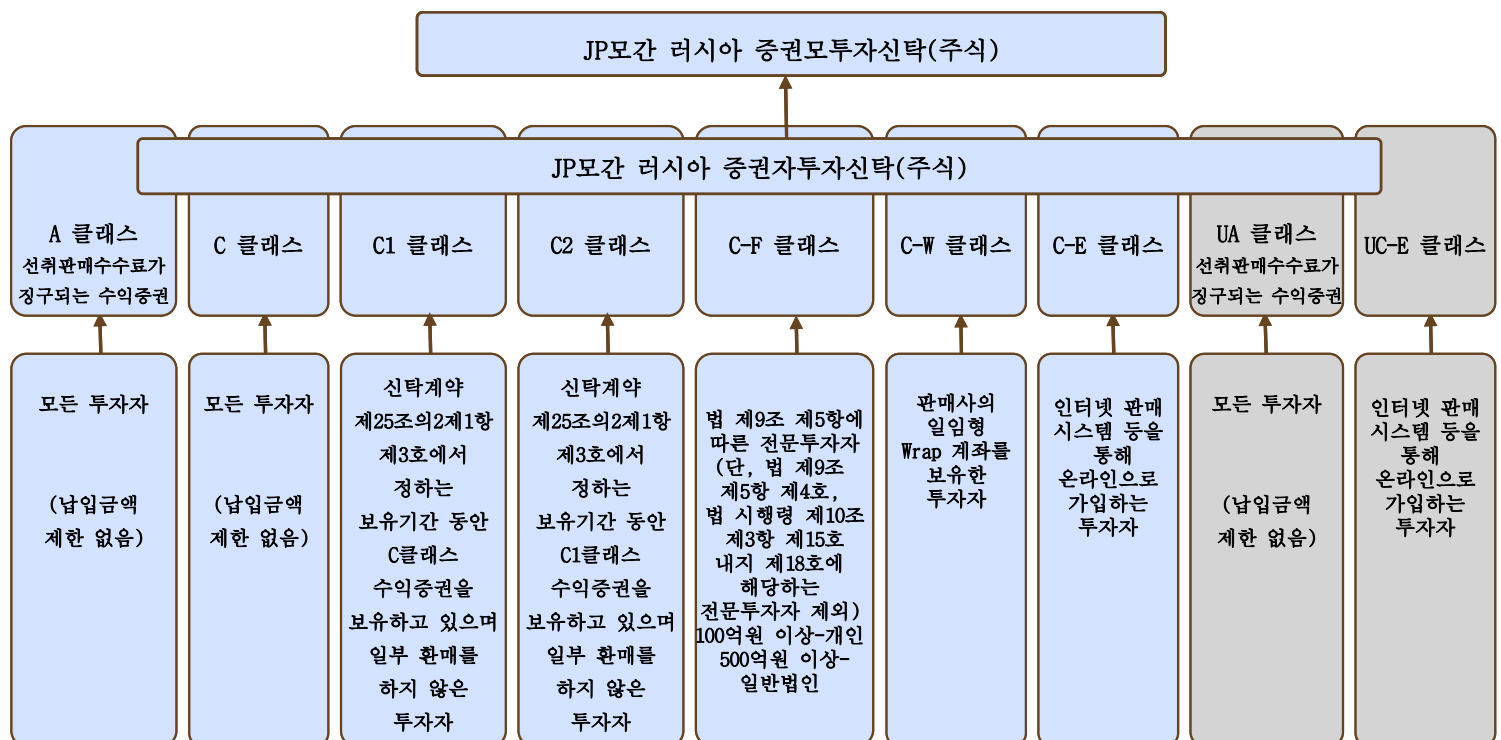 JP모간 러시아 증권모투자신탁(주식)
JP모간 러시아 증권자투자신탁(주식)
A 클래스
선취판매수수료가
징구되는 수익증권
C 클래스
C1 클래스
C2 클래스
C-F 클래스
C-W 클래스
C-E 클래스
UA 클래스
선취판매수수료가
징구되는 수익증권
UC-E 클래스
모든 투자자
(납입금액
제한 없음)
모든 투자자
(납입금액
제한 없음)
신탁계약
제25조의2제1항
제3호에서
정하는
보유기간 동안
C클래스
수익증권을
보유하고 있으며
일부 환매를
하지 않은
투자자
신탁계약
제25조의2제1항
제3호에서
정하는
보유기간 동안
C1클래스
수익증권을
보유하고 있으며
일부 환매를
하지 않은
투자자
법 제9조 제5항에
따른 전문투자자
(단, 법 제9조
제5항 제4호,
법 시행령 제10조
제3항 제15호
내지 제18호에
해당하는
전문투자자 제외)
100억원 이상-개인
500억원 이상-
일반법인
판매사의
일임형
Wrap 계좌를
보유한
투자자
인터넷 판매
시스템 등을
통해
온라인으로
가입하는
투자자
모든 투자자
(납입금액
제한 없음)
인터넷 판매
시스템 등을
통해
온라인으로
가입하는
투자자